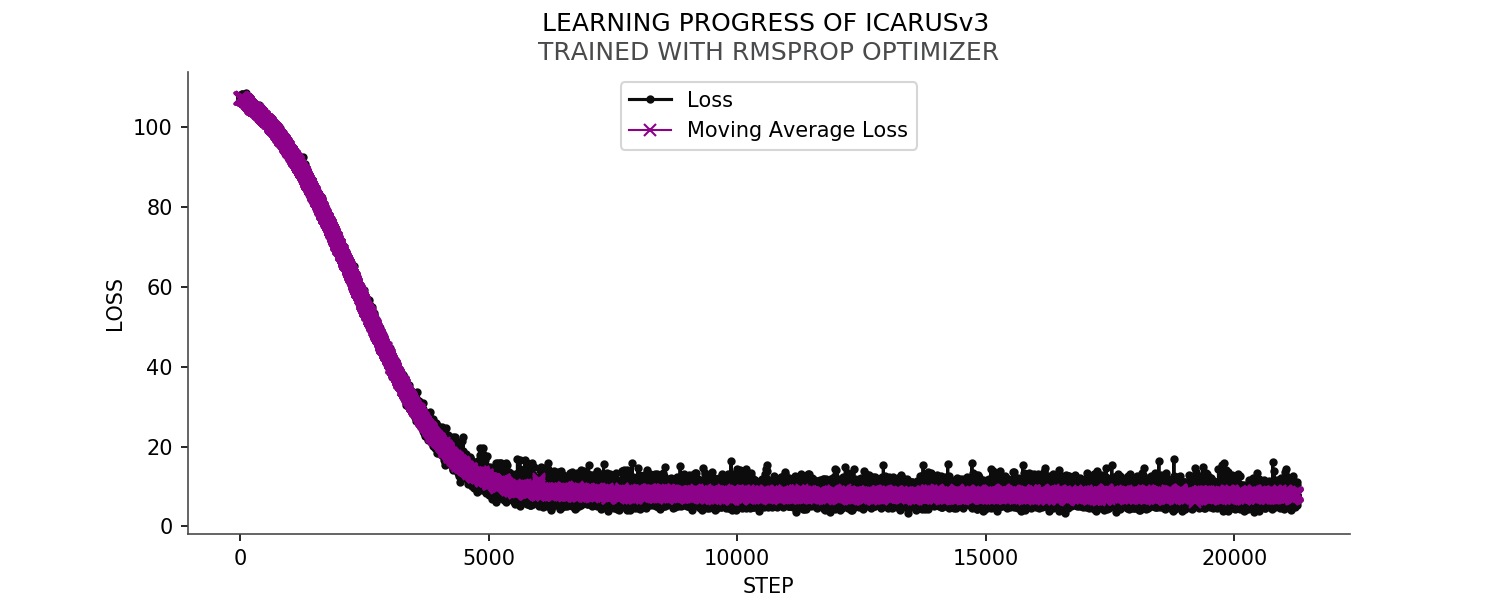 LEARNING PROGRESS OF ICARUSv3
TRAINED WITH RMSPROP OPTIMIZER
Loss
Moving Average Loss
LOSS
100
80
60
40
20
0
0 5000 10000 15000 20000
STEP